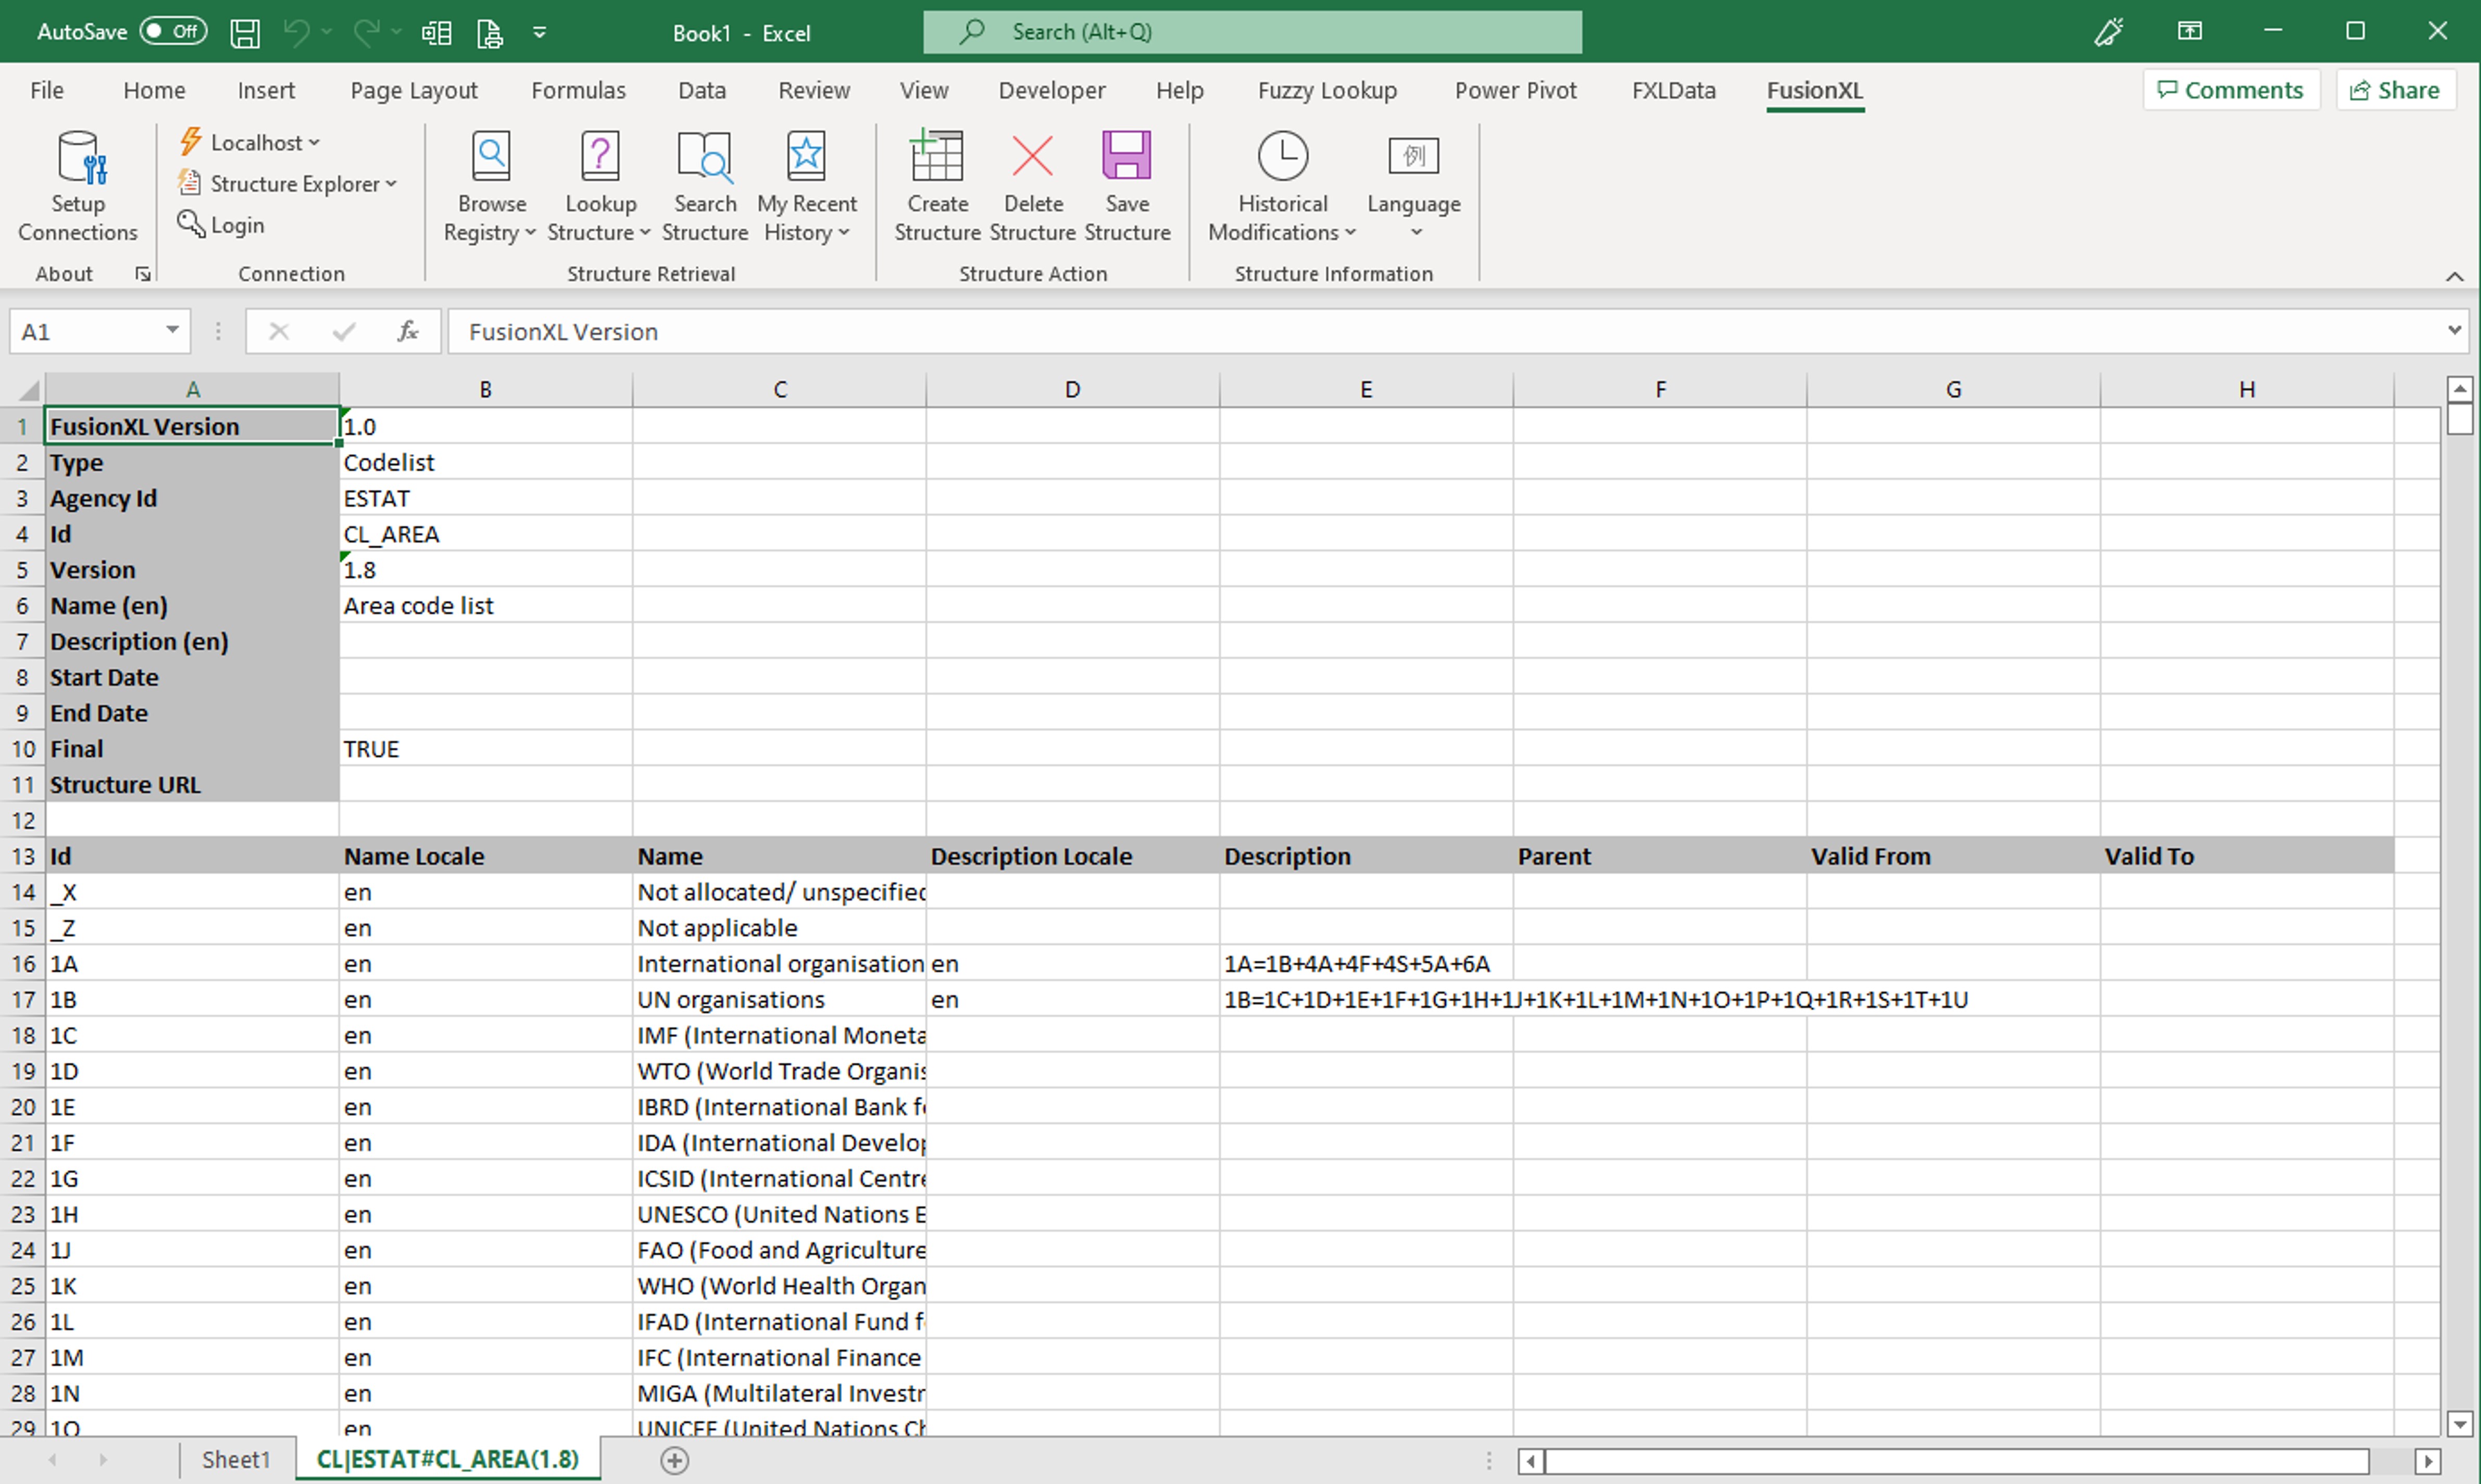 AutoSave Off Book1 - Excel Search (Alt+Q)
File Home Insert Page Layout Formulas Data Review View Developer Help Fuzzy Lookup Power Pivot FXLData FusionXL Comments Share
Setup Connections
Localhost
Structure Explorer
Login
Browse Registry
Lookup Structure
Search Structure
My Recent History
Create Structure
Delete Structure
Save Structure
Historical Modifications
例
Language
About Connection Structure Retrieval Structure Action Structure Information
A1 fx FusionXL Version
A B C D E F G H
1 FusionXL Version 1.0
2 Type Codelist
3 Agency Id ESTAT
4 Id CL_AREA
5 Version 1.8
6 Name (en) Area code list
7 Description (en)
8 Start Date
9 End Date
10 Final TRUE
11 Structure URL
12
13 Id Name Locale Name Description Locale Description Parent Valid From Valid To
14 _X en Not allocated/ unspecified
15 _Z en Not applicable
16 1A en International organisation en 1A=1B+4A+4F+4S+5A+6A
17 1B en UN organisations en 1B=1C+1D+1E+1F+1G+1H+1J+1K+1L+1M+1N+1O+1P+1Q+1R+1S+1T+1U
18 1C en IMF (International Moneta
19 1D en WTO (World Trade Organis
20 1E en IBRD (International Bank f
21 1F en IDA (International Develop
22 1G en ICSID (International Centre
23 1H en UNESCO (United Nations E
24 1J en FAO (Food and Agriculture
25 1K en WHO (World Health Organ
26 1L en IFAD (International Fund f
27 1M en IFC (International Finance
28 1N en MIGA (Multilateral Investr
29 1O en UNICEF (United Nations Ch
Sheet1 CL|ESTAT#CL_AREA(1.8)